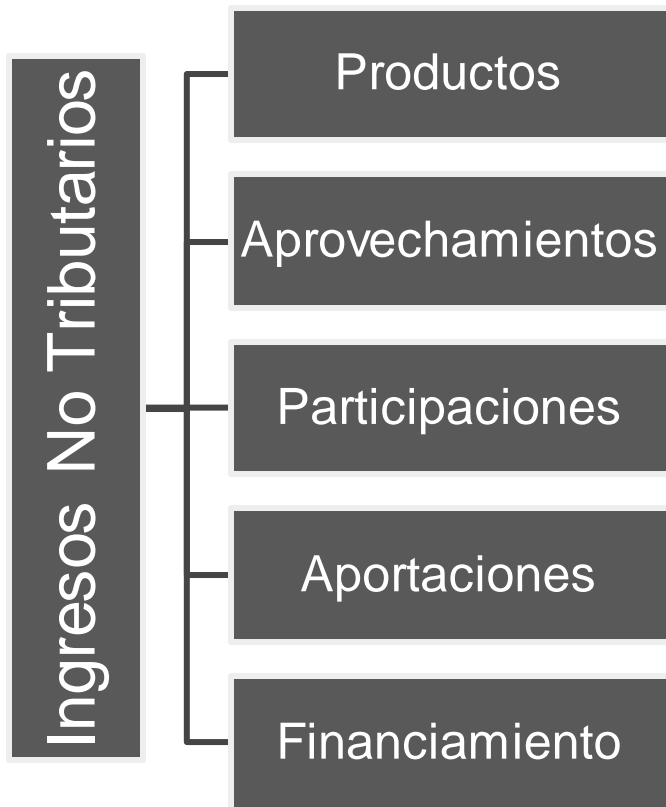 Ingresos No Tributarios
Productos
Aprovechamientos
Participaciones
Aportaciones
Financiamiento